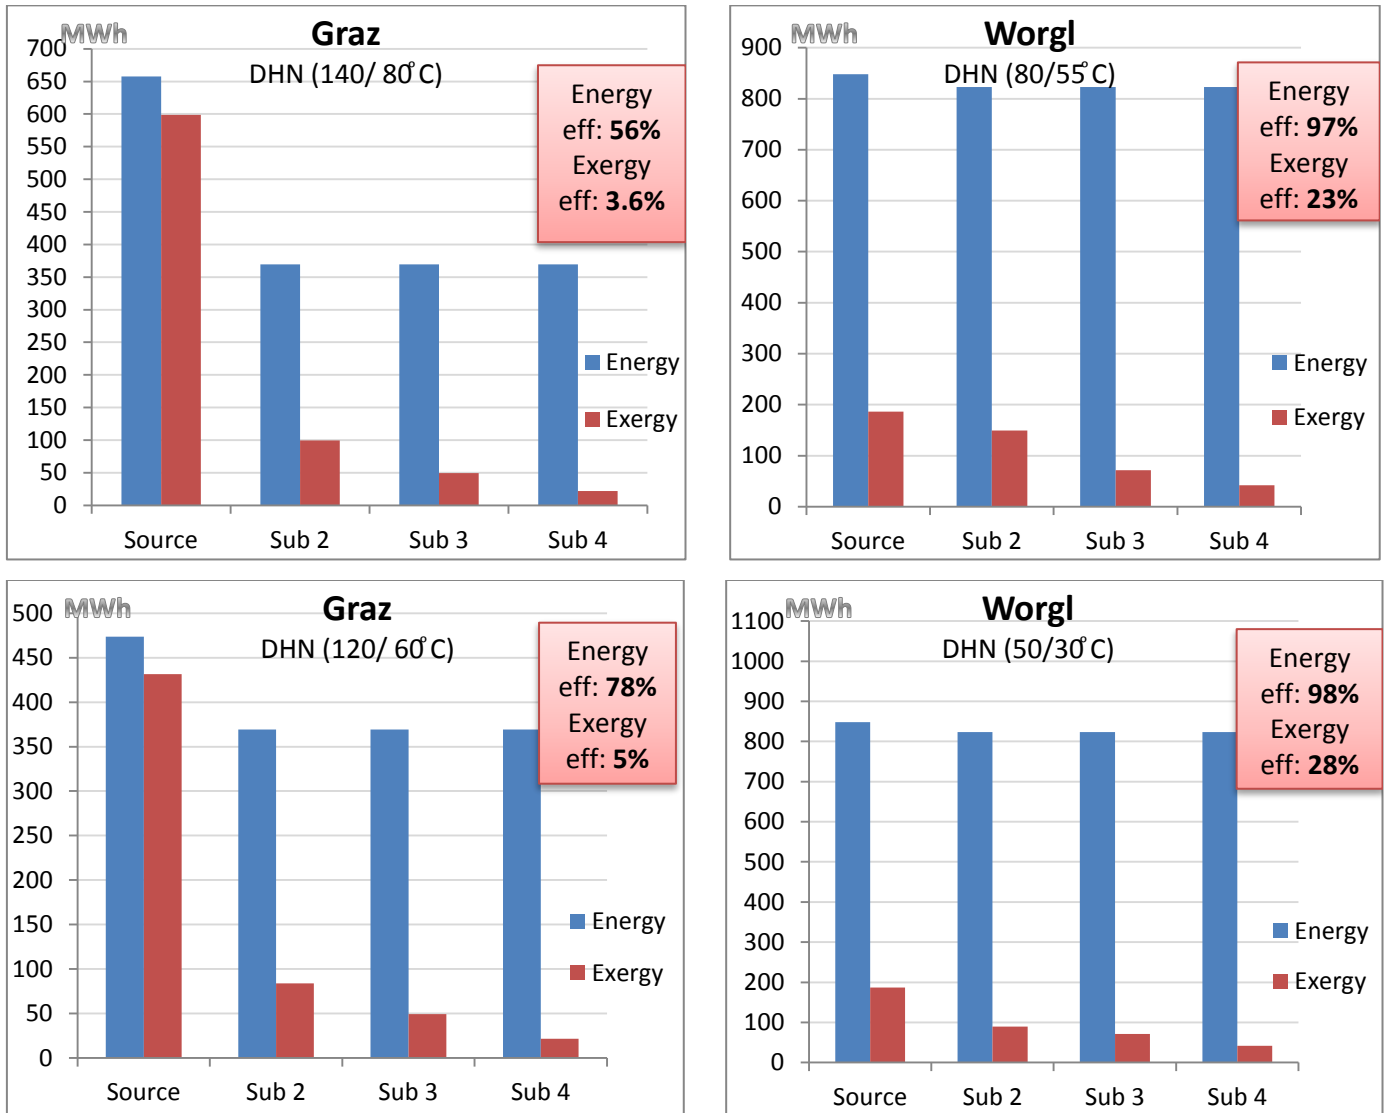 MWh
Graz
DHN (140/ 80°C)
Energy
eff: 56%
Exergy
eff: 3.6%
700
650
600
550
500
450
400
350
300
250
200
150
100
50
0
Energy
Exergy
Source Sub 2 Sub 3 Sub 4
MWh
Worgl
DHN (80/55°C)
Energy
eff: 97%
Exergy
eff: 23%
900
800
700
600
500
400
300
200
100
0
Energy
Exergy
Source Sub 2 Sub 3 Sub 4
MWh
Graz
DHN (120/ 60°C)
Energy
eff: 78%
Exergy
eff: 5%
500
450
400
350
300
250
200
150
100
50
0
Energy
Exergy
Source Sub 2 Sub 3 Sub 4
MWh
Worgl
DHN (50/30°C)
Energy
eff: 98%
Exergy
eff: 28%
1100
1000
900
800
700
600
500
400
300
200
100
0
Energy
Exergy
Source Sub 2 Sub 3 Sub 4